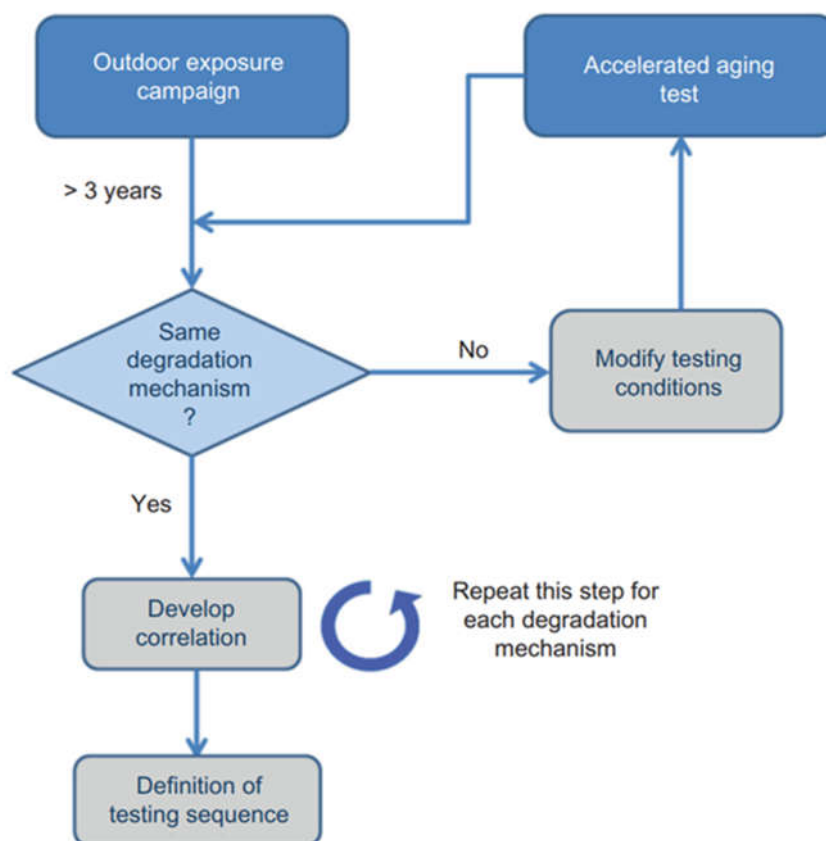 Outdoor exposure
campaign
Accelerated aging
test
> 3 years
Same
degradation
mechanism
?
No
Modify testing
conditions
Yes
Develop
correlation
Repeat this step for
each degradation
mechanism
Definition of
testing sequence